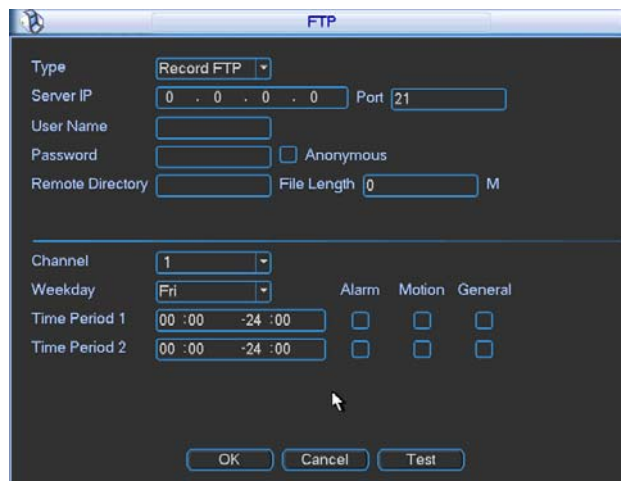 FTP
Type Record FTP
Server IP 0 . 0 . 0 . 0 Port 21
User Name
Password Anonymous
Remote Directory File Length 0 M
Channel 1
Weekday Fri Alarm Motion General
Time Period 1 00 :00 -24 :00
Time Period 2 00 :00 -24 :00
OK Cancel Test